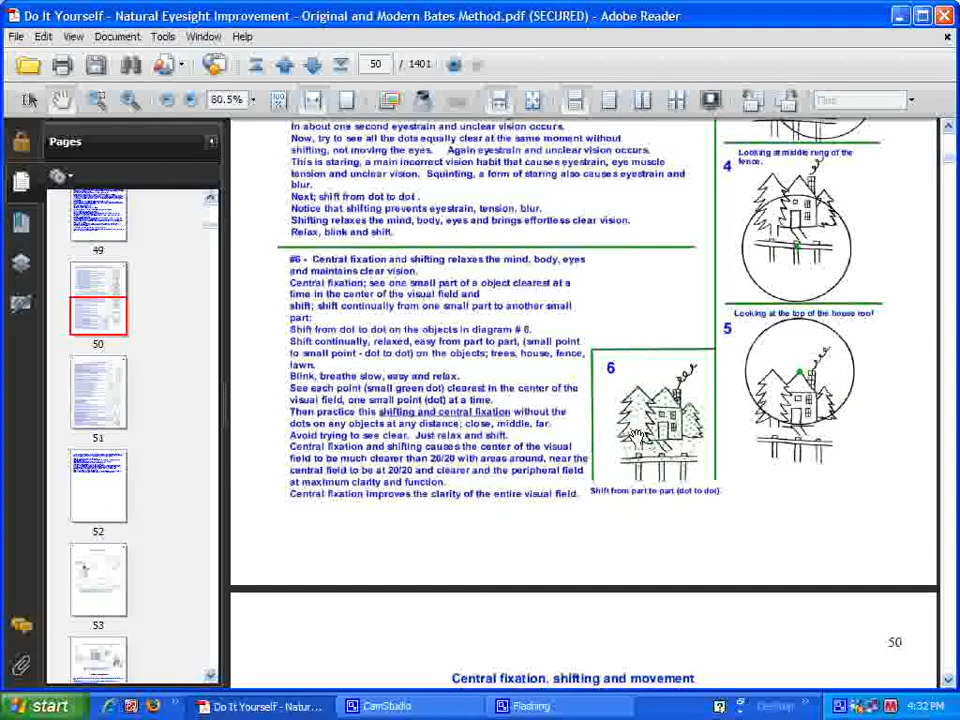 Do It Yourself - Natural Eyesight Improvement - Original and Modern Bates Method.pdf (SECURED) - Adobe Reader
File Edit View Document Tools Window Help
50 / 1401
80.5%
Find
Pages
49
50
51
52
53
In about one second eyestrain and unclear vision occurs.
Now, try to see all the dots equally clear at the same moment without
shifting, not moving the eyes. Again eyestrain and unclear vision occurs.
This is staring, a main incorrect vision habit that causes eyestrain, eye muscle
tension and unclear vision. Squinting, a form of staring also causes eyestrain and
blur.
Next; shift from dot to dot .
Notice that shifting prevents eyestrain, tension, blur.
Shifting relaxes the mind, body, eyes and brings effortless clear vision.
Relax, blink and shift.
#6 - Central fixation and shifting relaxes the mind, body, eyes
and maintains clear vision.
Central fixation; see one small part of a object clearest at a
time in the center of the visual field and
shift; shift continually from one small part to another small
part:
Shift from dot to dot on the objects in diagram # 6.
Shift continually, relaxed, easy from part to part, (small point
to small point - dot to dot) on the objects; trees, house, fence,
lawn.
Blink, breathe slow, easy and relax.
See each point (small green dot) clearest in the center of the
visual field, one small point (dot) at a time.
Then practice this shifting and central fixation without the
dots on any objects at any distance; close, middle, far.
Avoid trying to see clear. Just relax and shift.
Central fixation and shifting causes the center of the visual
field to be much clearer than 20/20 with areas around, near the
central field to be at 20/20 and clearer and the peripheral field
at maximum clarity and function.
Central fixation improves the clarity of the entire visual field.
6
Shift from part to part (dot to dot)
4
Looking at middle rung of the
fence.
5
Looking at the top of the house roof
50
Central fixation, shifting and movement
start
Do It Yourself - Natur...
CamStudio
Flashing
Desktop
4:32 PM